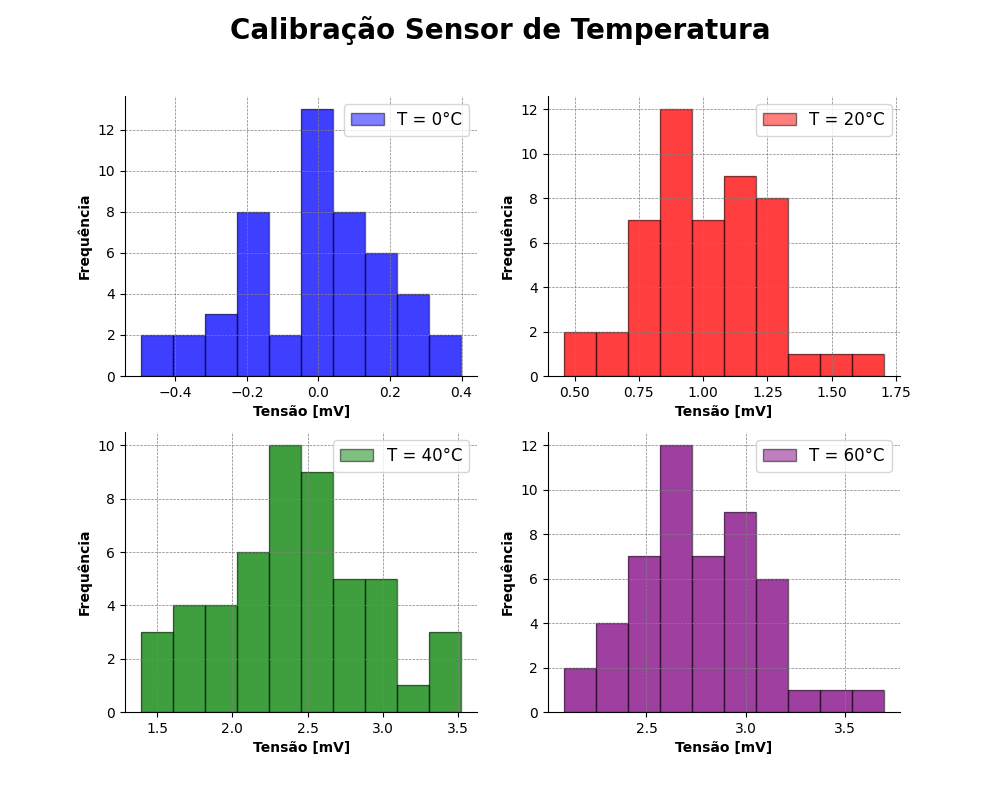 Calibração Sensor de Temperatura
T = 0°C
Frequência
12
10
8
6
4
2
0
−0.4 −0.2 0.0 0.2 0.4
Tensão [mV]
T = 20°C
Frequência
12
10
8
6
4
2
0
0.50 0.75 1.00 1.25 1.50 1.75
Tensão [mV]
T = 40°C
Frequência
10
8
6
4
2
0
1.5 2.0 2.5 3.0 3.5
Tensão [mV]
T = 60°C
Frequência
12
10
8
6
4
2
0
2.5 3.0 3.5
Tensão [mV]